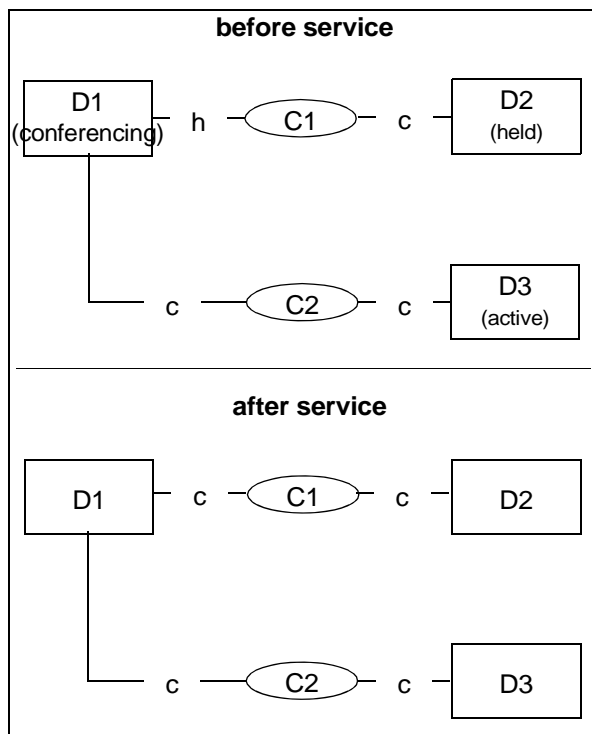 before service
D1
(conferencing)
h
C1
c
D2
(held)
c
C2
c
D3
(active)
after service
D1
c
C1
c
D2
c
C2
c
D3